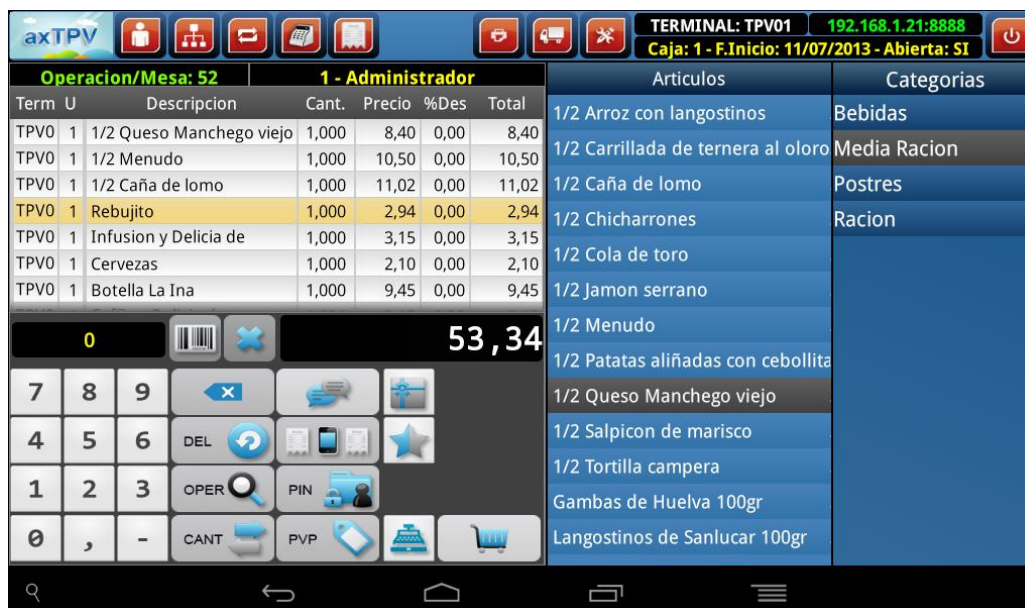 axTPV
TERMINAL: TPV01 192.168.1.21:8888
Caja: 1 - F.Inicio: 11/07/2013 - Abierta: SI
Operacion/Mesa: 52 1 - Administrador
Term U Descripcion Cant. Precio %Des Total
TPV0 1 1/2 Queso Manchego viejo 1,000 8,40 0,00 8,40
TPV0 1 1/2 Menudo 1,000 10,50 0,00 10,50
TPV0 1 1/2 Caña de lomo 1,000 11,02 0,00 11,02
TPV0 1 Rebujito 1,000 2,94 0,00 2,94
TPV0 1 Infusion y Delicia de 1,000 3,15 0,00 3,15
TPV0 1 Cervezas 1,000 2,10 0,00 2,10
TPV0 1 Botella La Ina 1,000 9,45 0,00 9,45
0 53,34
7 8 9
4 5 6 DEL
1 2 3 OPER PIN
0 , - CANT PVP
Articulos
1/2 Arroz con langostinos
1/2 Carrillada de ternera al oloro
1/2 Caña de lomo
1/2 Chicharrones
1/2 Cola de toro
1/2 Jamon serrano
1/2 Menudo
1/2 Patatas aliñadas con cebollita
1/2 Queso Manchego viejo
1/2 Salpicon de marisco
1/2 Tortilla campera
Gambas de Huelva 100gr
Langostinos de Sanlucar 100gr
Categorias
Bebidas
Media Racion
Postres
Racion